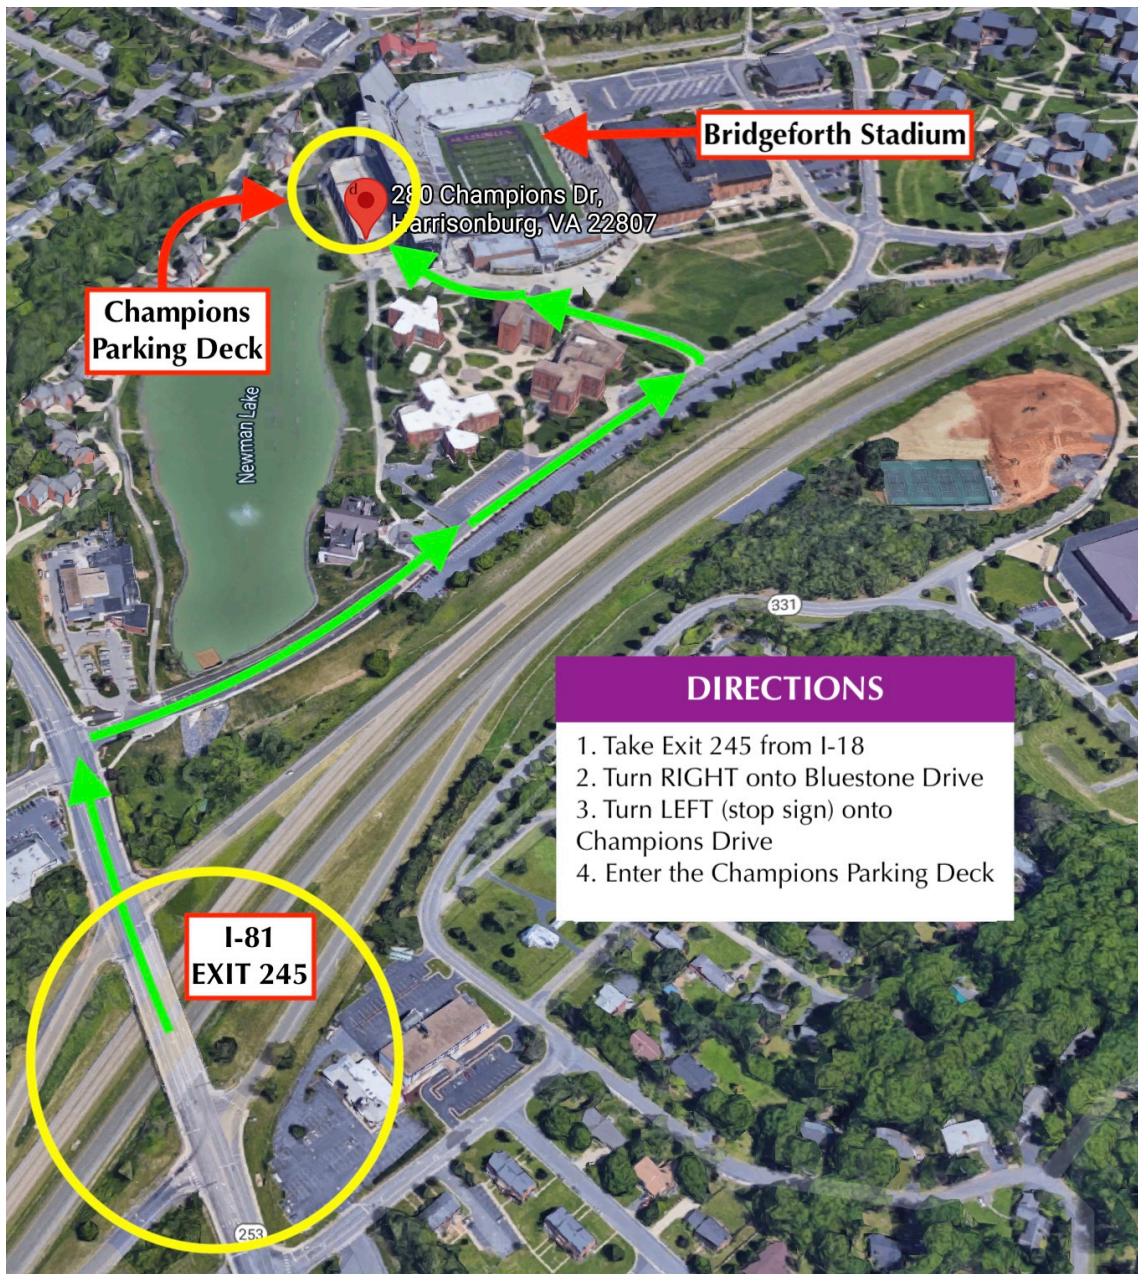 Bridgeforth Stadium
d
280 Champions Dr,
Harrisonburg, VA 22807
Champions
Parking Deck
Newman Lake
331
DIRECTIONS
1. Take Exit 245 from I-18
2. Turn RIGHT onto Bluestone Drive
3. Turn LEFT (stop sign) onto
Champions Drive
4. Enter the Champions Parking Deck
I-81
EXIT 245
253